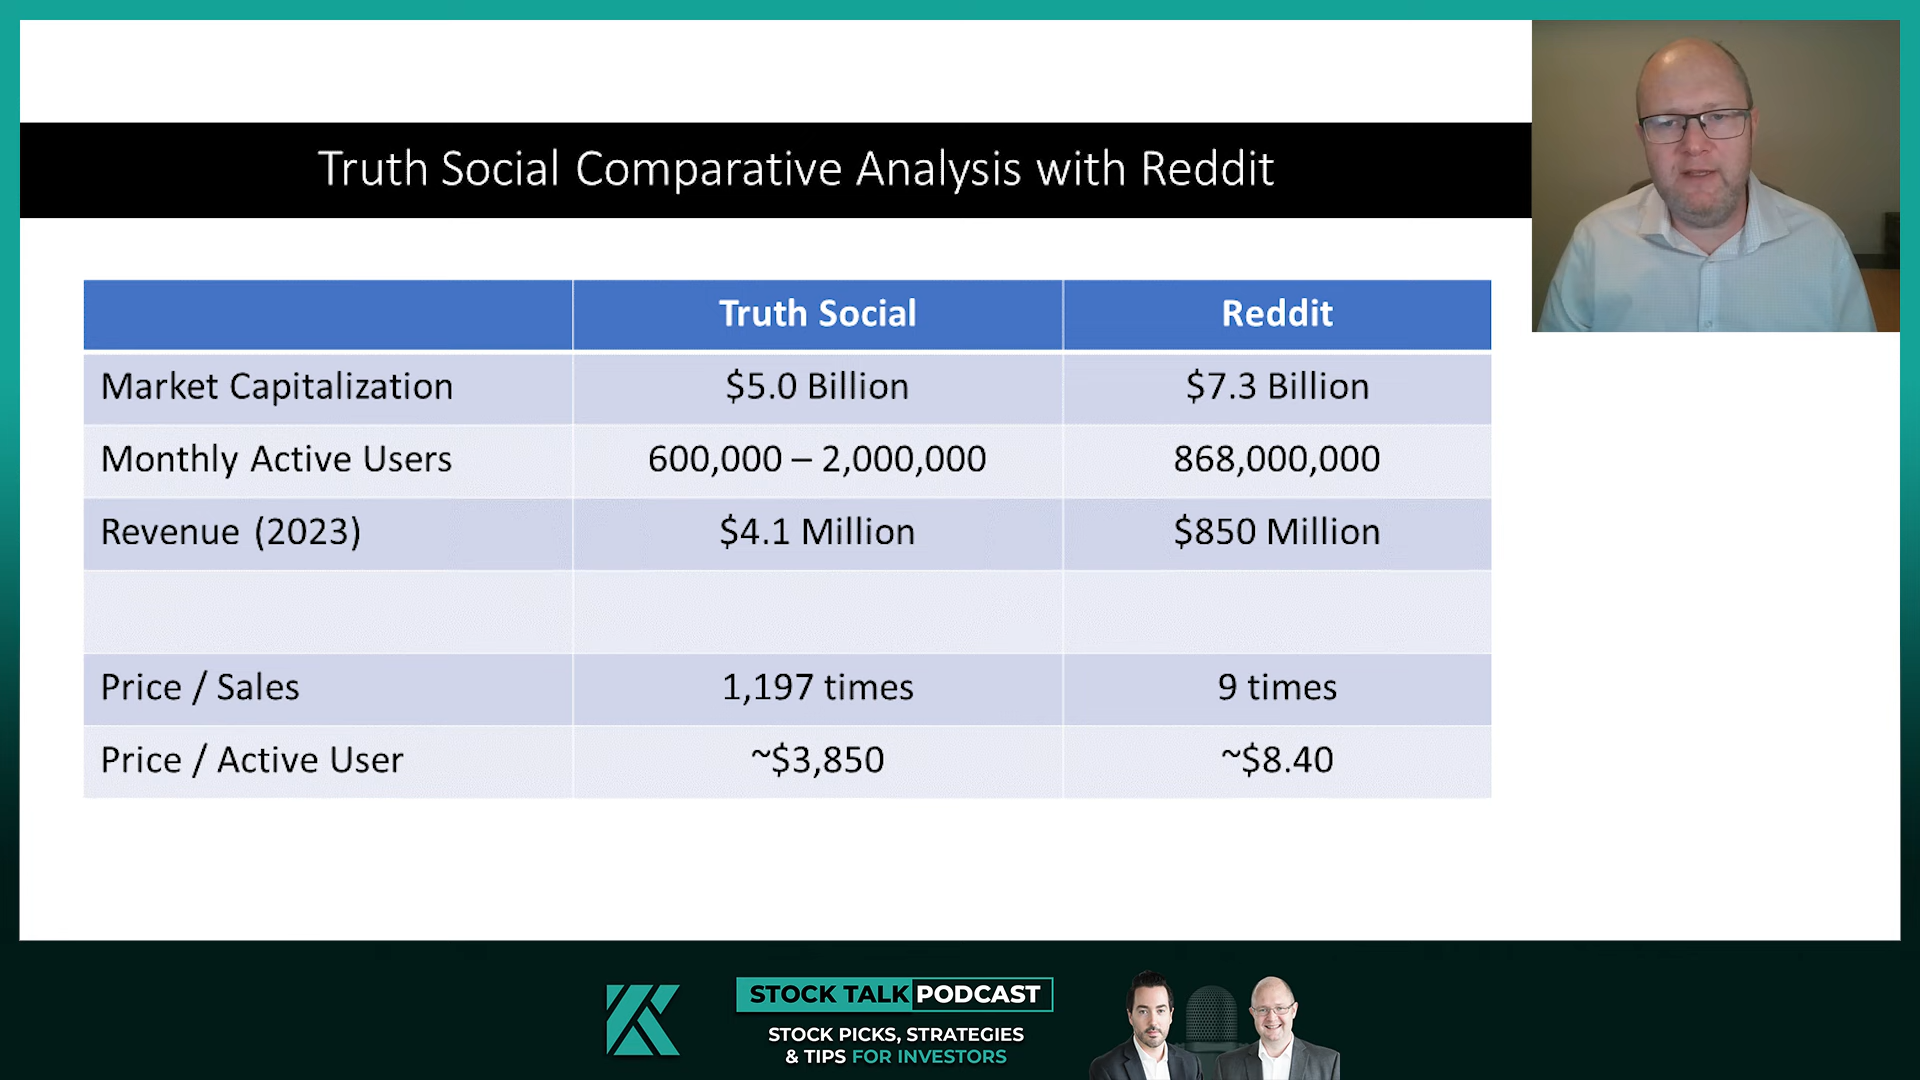 Truth Social Comparative Analysis with Reddit
Truth Social Reddit
Market Capitalization $5.0 Billion $7.3 Billion
Monthly Active Users 600,000 – 2,000,000 868,000,000
Revenue (2023) $4.1 Million $850 Million
Price / Sales 1,197 times 9 times
Price / Active User ~$3,850 ~$8.40
STOCK TALK PODCAST
STOCK PICKS, STRATEGIES
& TIPS FOR INVESTORS